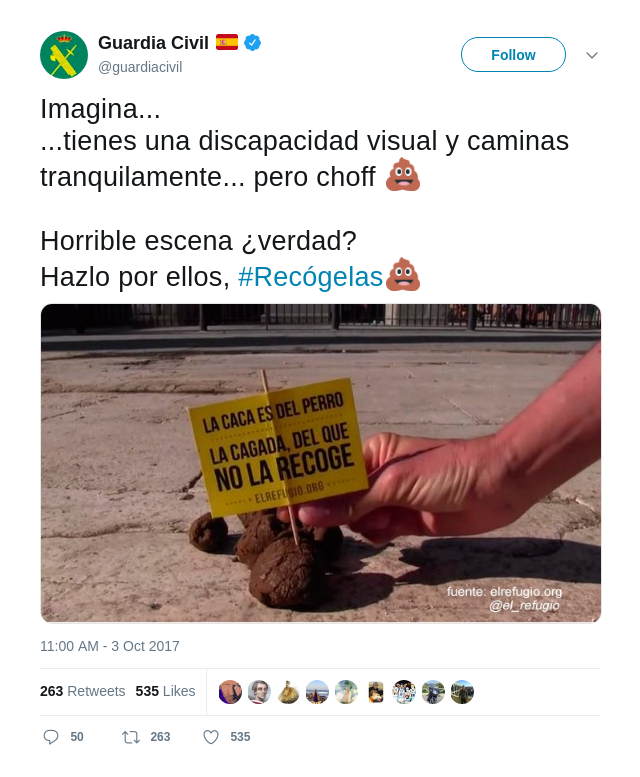 Guardia Civil 🇪🇸
@guardiacivil
Follow
Imagina...
...tienes una discapacidad visual y caminas
tranquilamente... pero choff 💩
Horrible escena ¿verdad?
Hazlo por ellos, #Recógelas💩
LA CACA ES DEL PERRO
LA CAGADA, DEL QUE
NO LA RECOGE
ELREFUGIO.ORG
fuente: elrefugio.org
@el_refugio
11:00 AM - 3 Oct 2017
263 Retweets 535 Likes
50 263 535